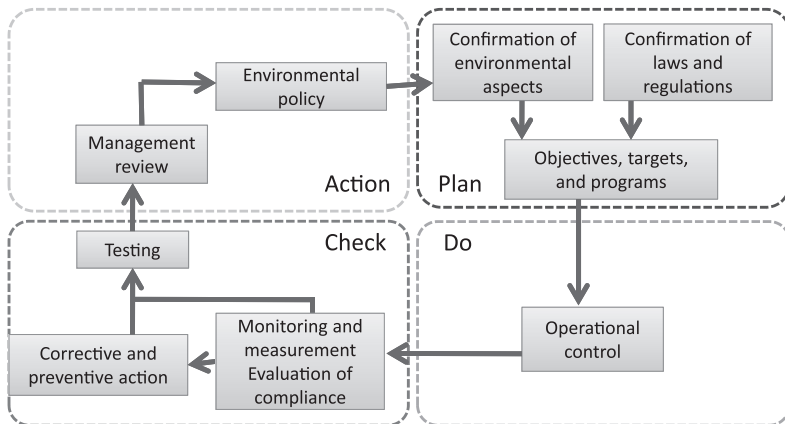 Environmental
policy
Management
review
Action
Confirmation of
environmental
aspects
Confirmation of
laws and
regulations
Objectives, targets,
and programs
Plan
Testing
Check
Corrective and
preventive action
Monitoring and
measurement
Evaluation of
compliance
Do
Operational
control